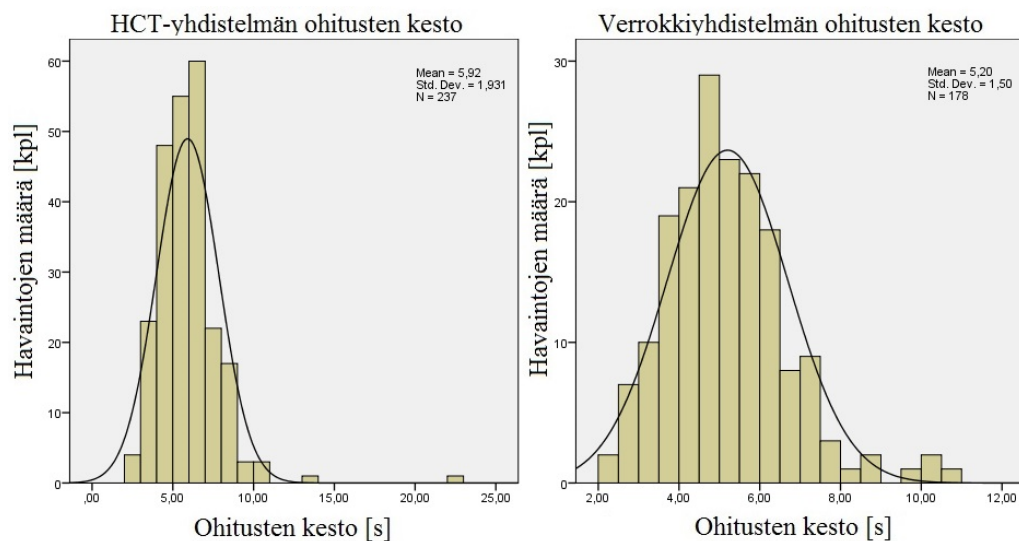 HCT-yhdistelmän ohitusten kesto
Mean = 5,92
Std. Dev. = 1,931
N = 237
Havaintojen määrä [kpl]
60
50
40
30
20
10
0
,00
5,00
10,00
15,00
20,00
25,00
Ohitusten kesto [s]
Verrokkiyhdistelmän ohitusten kesto
Mean = 5,20
Std. Dev. = 1,50
N = 178
Havaintojen määrä [kpl]
30
20
10
0
2,00
4,00
6,00
8,00
10,00
12,00
Ohitusten kesto [s]